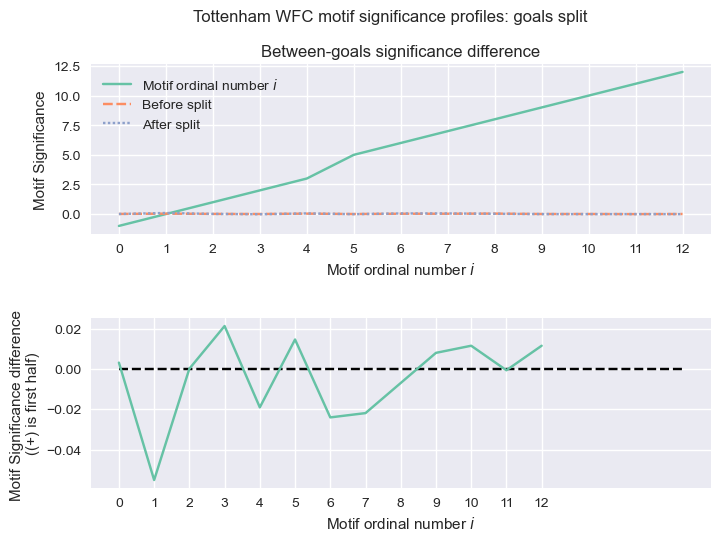 Tottenham WFC motif significance profiles: goals split
Between-goals significance difference
Motif Significance
12.5
10.0
7.5
5.0
2.5
0.0
Motif ordinal number i
Before split
After split
0 1 2 3 4 5 6 7 8 9 10 11 12
Motif ordinal number i
Motif Significance difference
((+) is first half)
0.02
0.00
−0.02
−0.04
0 1 2 3 4 5 6 7 8 9 10 11 12
Motif ordinal number i